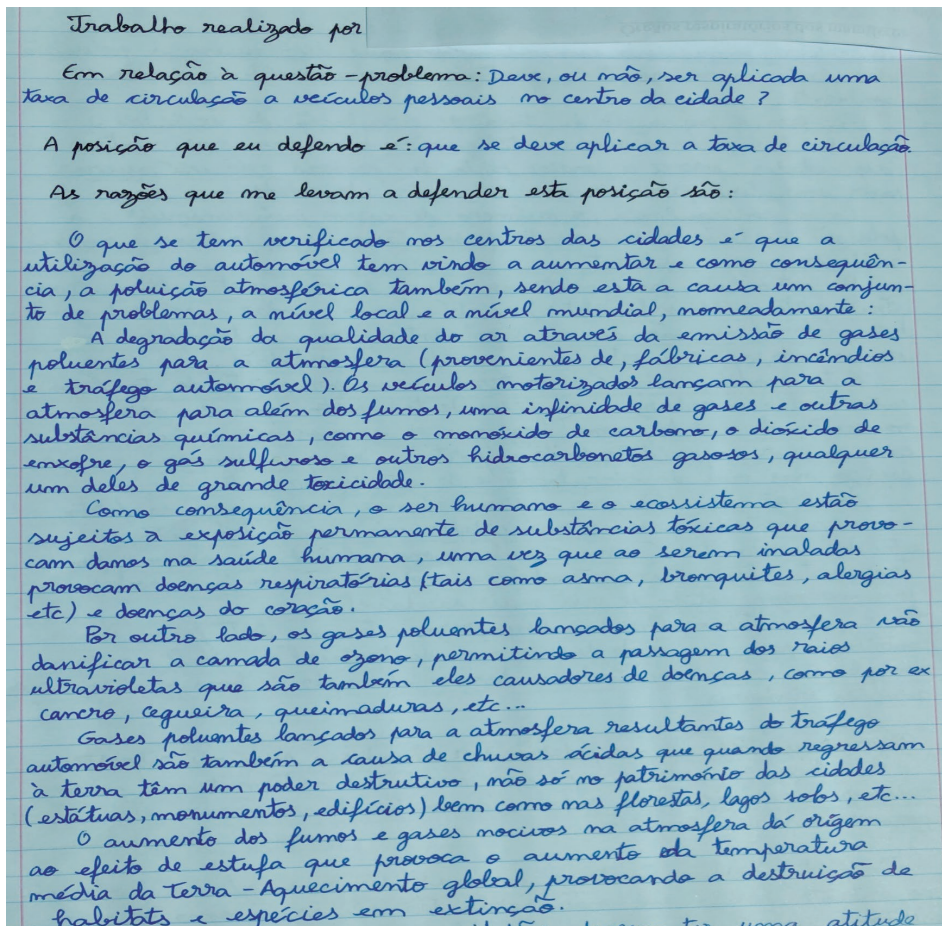 Trabalho realizado por
Em relação à questão-problema: Deve, ou não, ser aplicada uma
taxa de circulação a veículos pessoais no centro da cidade?
A posição que eu defendo é: que se deve aplicar a taxa de circulação.
As razões que me levam a defender esta posição são:
O que se tem verificado nos centros das cidades é que a
utilização do automóvel tem vindo a aumentar e como consequên-
cia, a poluição atmosférica também, sendo esta a causa um conjun-
to de problemas, a nível local e a nível mundial, nomeadamente:
A degradação da qualidade do ar através da emissão de gases
poluentes para a atmosfera (provenientes de, fábricas, incêndios
e tráfego automóvel). Os veículos motorizados lançam para a
atmosfera para além dos fumos, uma infinidade de gases e outras
substâncias químicas, como o monóxido de carbono, o dióxido de
enxofre, o gás sulfuroso e outros hidrocarbonetos gasosos, qualquer
um deles de grande toxicidade.
Como consequência, o ser humano e o ecossistema estão
sujeitos à exposição permanente de substâncias tóxicas que provo-
cam danos na saúde humana, uma vez que ao serem inaladas
provocam doenças respiratórias (tais como asma, bronquites, alergias
etc) e doenças do coração.
Por outro lado, os gases poluentes lançados para a atmosfera vão
danificar a camada de ozono, permitindo a passagem dos raios
ultravioletas que são também eles causadores de doenças, como por ex
cancro, cegueira, queimaduras, etc...
Gases poluentes lançados para a atmosfera resultantes do tráfego
automóvel são também a causa de chuvas ácidas que quando regressam
à terra têm um poder destrutivo, não só no património das cidades
(estátuas, monumentos, edifícios) bem como nas florestas, lagos solos, etc...
O aumento dos fumos e gases nocivos na atmosfera dá origem
ao efeito de estufa que provoca o aumento da temperatura
média da Terra - Aquecimento global, provocando a destruição de
habitats e espécies em extinção.
uma atitude